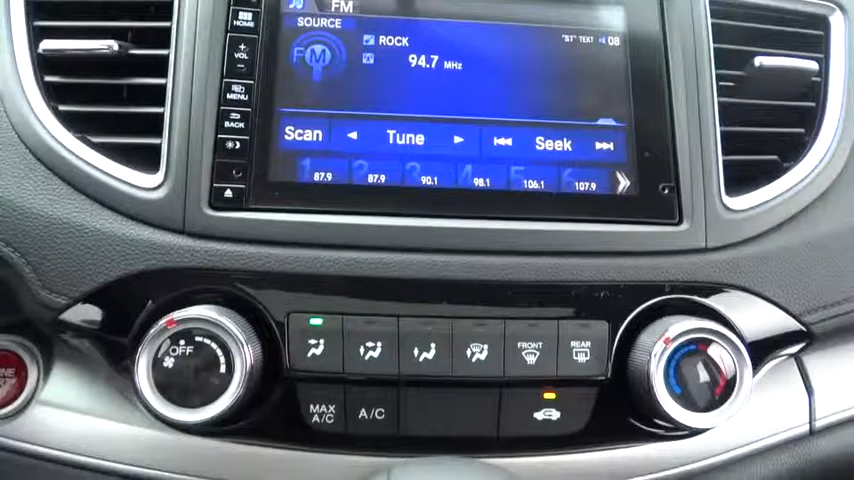 FM
HOME
SOURCE
FM
ROCK
"ST" TEXT
08
94.7 MHz
VOL
MENU
BACK
Scan
Tune
Seek
1 87.9
2 87.9
3 90.1
4 98.1
5 106.1
6 107.9
OFF
FRONT
REAR
MAX A/C
A/C